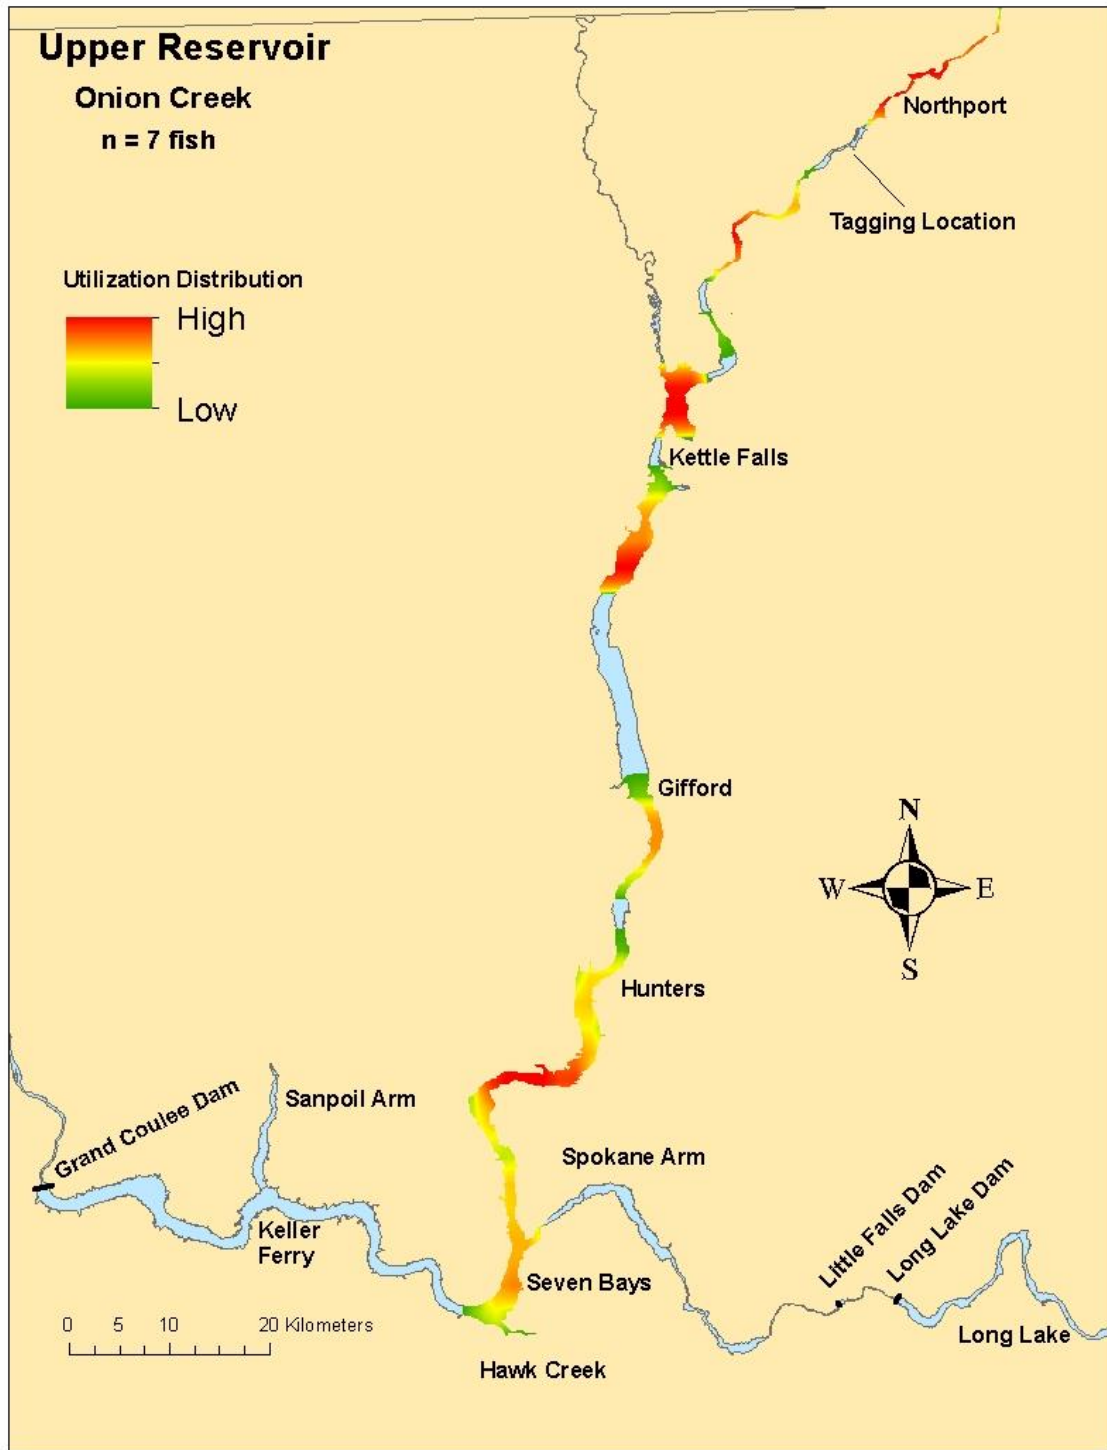 Upper Reservoir
Onion Creek
n = 7 fish
Northport
Tagging Location
Utilization Distribution
High
Low
Kettle Falls
Gifford
N
W
E
S
Hunters
Grand Coulee Dam
Sanpoil Arm
Spokane Arm
Little Falls Dam
Long Lake Dam
Keller
Ferry
Seven Bays
0 5 10 20 Kilometers
Long Lake
Hawk Creek